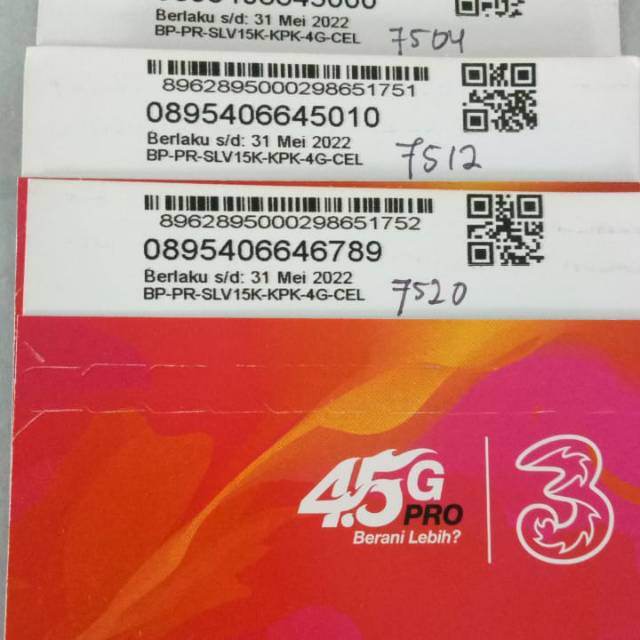 Berlaku s/d: 31 Mei 2022
BP-PR-SLV15K-KPK-4G-CEL
7504
8962895000298651751
0895406645010
Berlaku s/d: 31 Mei 2022
BP-PR-SLV15K-KPK-4G-CEL
7512
8962895000298651752
0895406646789
Berlaku s/d: 31 Mei 2022
BP-PR-SLV15K-KPK-4G-CEL
7520
4.5G
PRO
Berani Lebih?
3